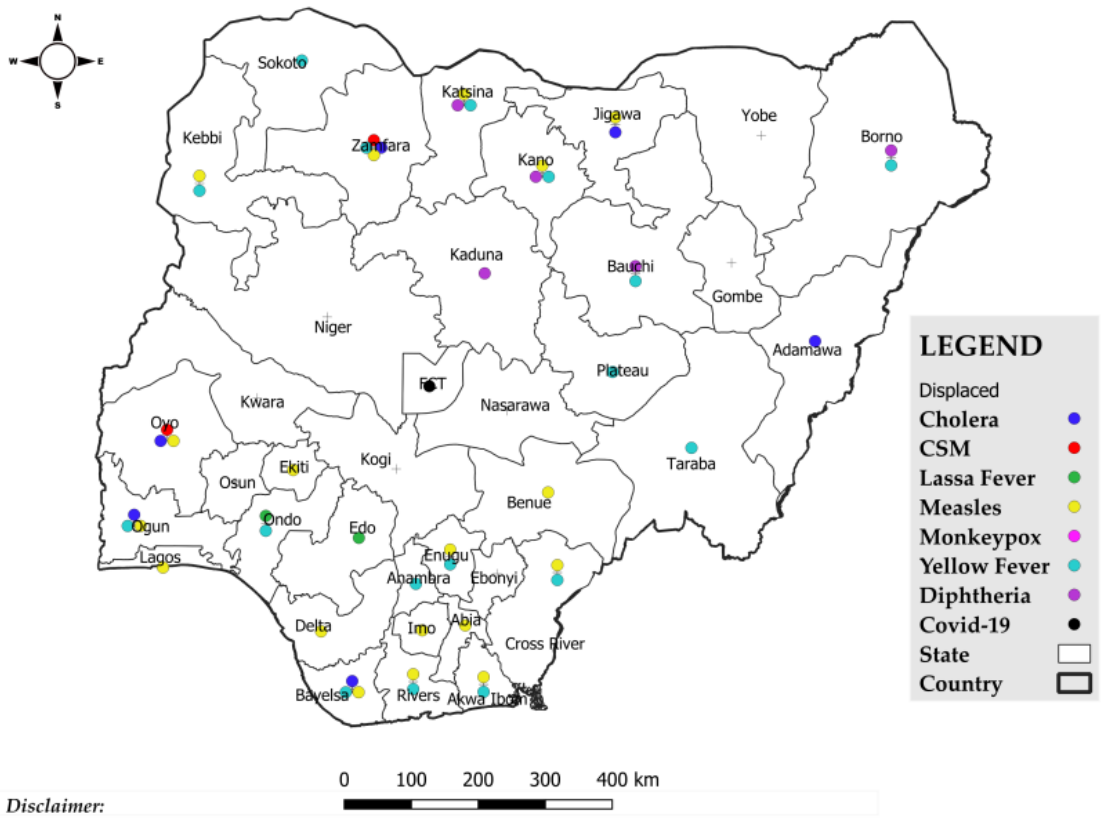 N
W E
S
Sokoto
Katsina
Jigawa
Yobe
Kebbi
Zamfara
Kano
Borno
Kaduna
Bauchi
Gombe
Niger
Adamawa
FCT
Plateau
Kwara
Nasarawa
Oyo
Kogi
Taraba
Ekiti
Osun
Benue
Ogun
Ondo
Edo
Lagos
Enugu
Anambra
Ebonyi
Delta
Imo
Abia
Cross River
Bayelsa
Rivers
Akwa Ibom
LEGEND
Displaced
Cholera
CSM
Lassa Fever
Measles
Monkeypox
Yellow Fever
Diphtheria
Covid-19
State
Country
0 100 200 300 400 km
Disclaimer: